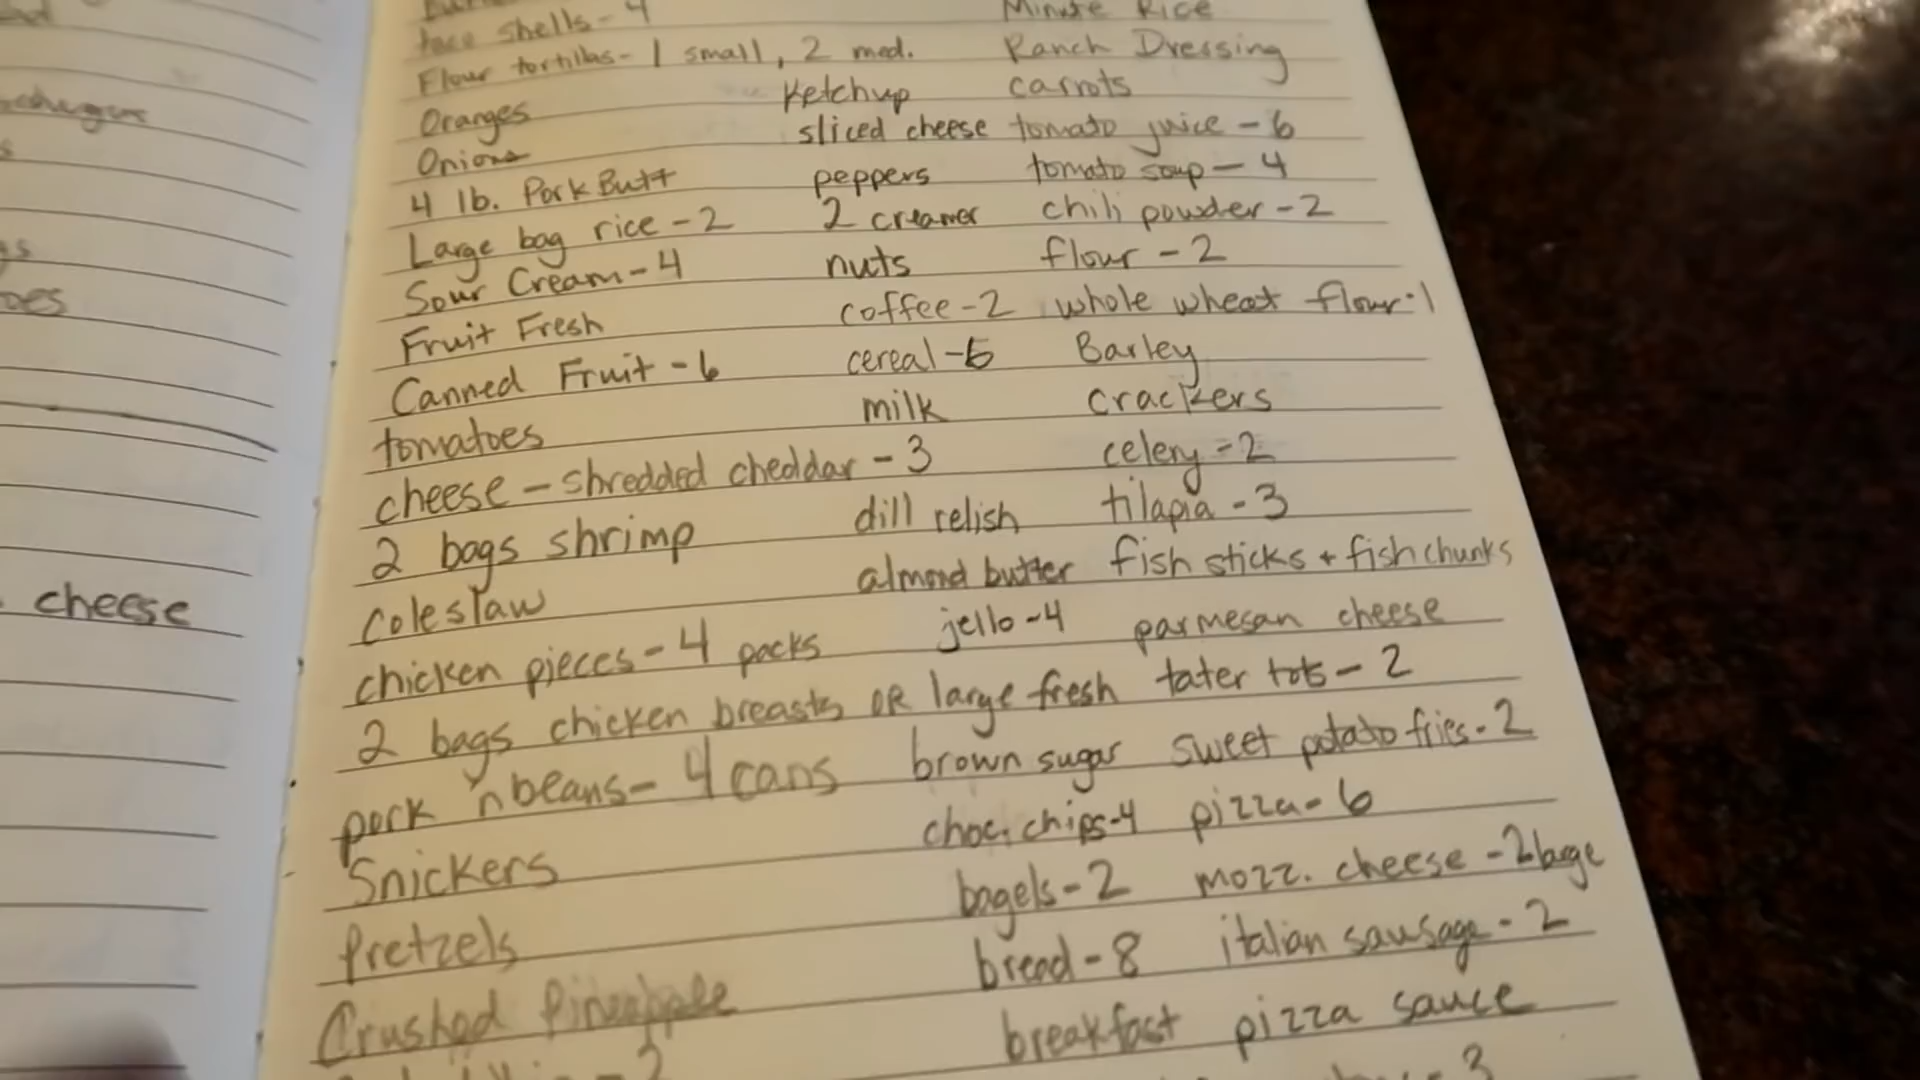 cheese
taco shells - 4
Flour tortillas - 1 small, 2 med.
Oranges
Onions
4 lb. Pork Butt
Large bag rice - 2
Sour Cream - 4
Fruit Fresh
Canned Fruit - 6
tomatoes
cheese - shredded cheddar - 3
2 bags shrimp
coleslaw
chicken pieces - 4 packs
2 bags chicken breasts OR large fresh
pork 'n beans - 4 cans
Snickers
Pretzels
Crushed Pineapple
Ketchup
sliced cheese
peppers
2 creamer
nuts
coffee - 2
cereal - 6
milk
dill relish
almond butter
jello - 4
brown sugar
choc. chips - 4
bagels - 2
bread - 8
breakfast
Minute Rice
Ranch Dressing
carrots
tomato juice - 6
tomato soup - 4
chili powder - 2
flour - 2
whole wheat flour - 1
Barley
crackers
celery - 2
tilapia - 3
fish sticks + fish chunks
parmesan cheese
tater tots - 2
sweet potato fries - 2
pizza - 6
mozz. cheese - 2 large
italian sausage - 2
pizza sauce